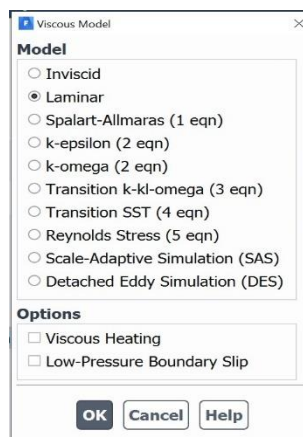 Viscous Model
Model
Inviscid
Laminar
Spalart-Allmaras (1 eqn)
k-epsilon (2 eqn)
k-omega (2 eqn)
Transition k-kl-omega (3 eqn)
Transition SST (4 eqn)
Reynolds Stress (5 eqn)
Scale-Adaptive Simulation (SAS)
Detached Eddy Simulation (DES)
Options
Viscous Heating
Low-Pressure Boundary Slip
OK Cancel Help